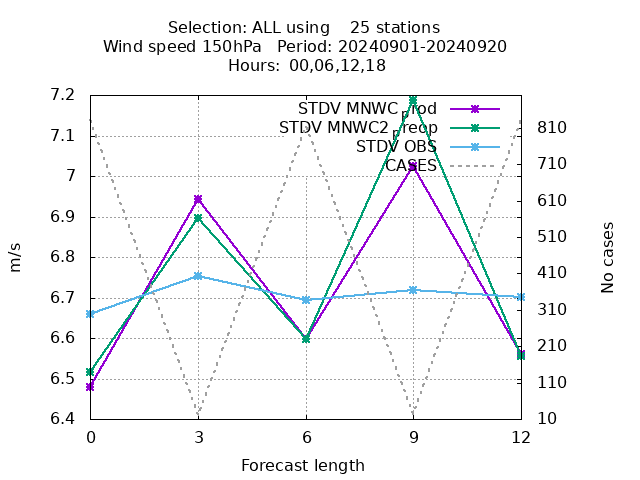 Selection: ALL using 25 stations
Wind speed 150hPa Period: 20240901-20240920
Hours: 00,06,12,18
7.2
7.1
7
6.9
6.8
6.7
6.6
6.5
6.4
m/s
STDV MNWCprod
STDV MNWC2preop
STDV OBS
CASES
810
710
610
510
410
310
210
110
10
No cases
0 3 6 9 12
Forecast length